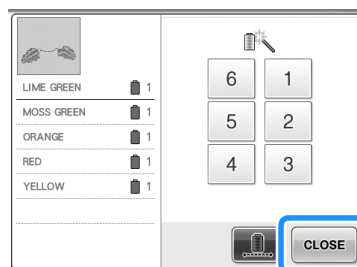 LIME GREEN 1
MOSS GREEN 1
ORANGE 1
RED 1
YELLOW 1
6 1
5 2
4 3
CLOSE